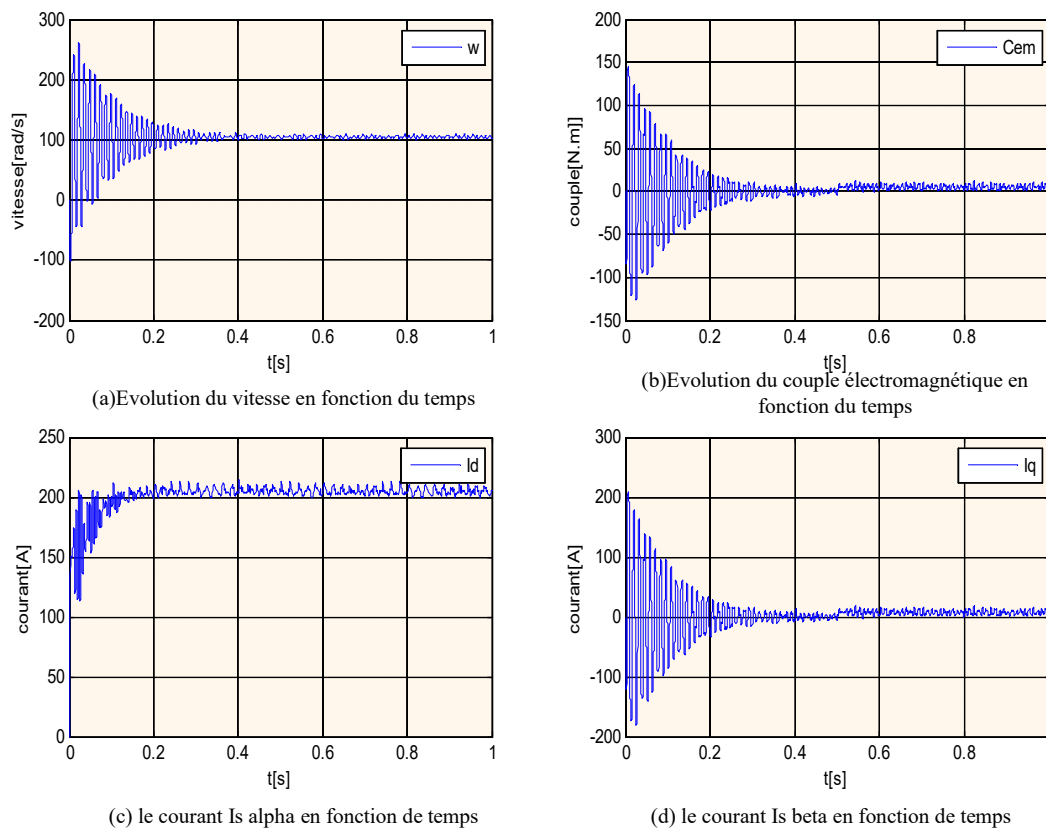 300
200
100
0
-100
-200
vitesse[rad/s]
w
0
0.2
0.4
0.6
0.8
1
t[s]
(a)Evolution du vitesse en fonction du temps
200
150
100
50
0
-50
-100
-150
couple[N.m]]
Cem
0
0.2
0.4
0.6
0.8
t[s]
(b)Evolution du couple électromagnétique en
fonction du temps
250
200
150
100
50
0
courant[A]
Id
0
0.2
0.4
0.6
0.8
1
t[s]
(c) le courant Is alpha en fonction de temps
300
200
100
0
-100
-200
courant[A]
Iq
0
0.2
0.4
0.6
0.8
t[s]
(d) le courant Is beta en fonction de temps